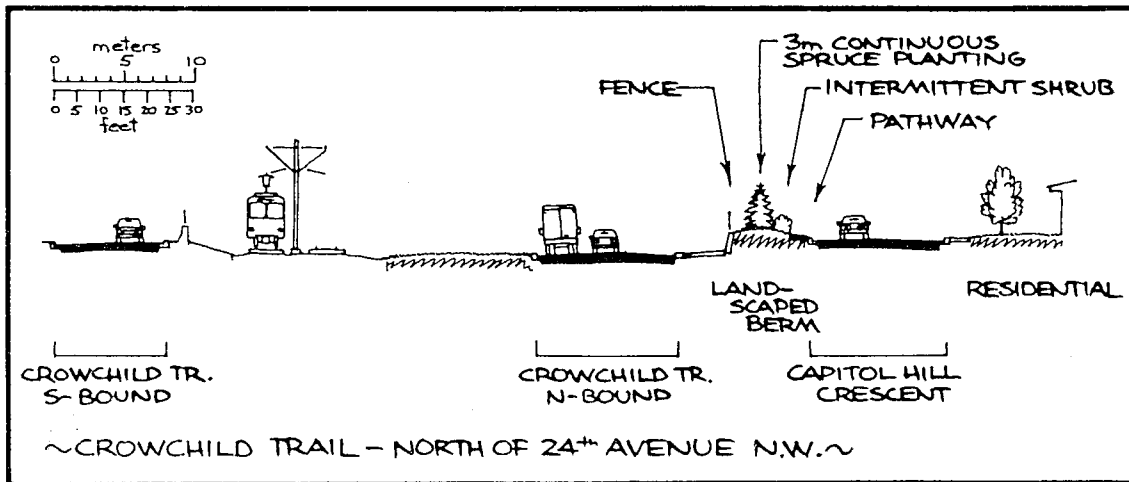 meters
0 5 10
0 5 10 15 20 25 30
feet
3m CONTINUOUS
SPRUCE PLANTING
FENCE
INTERMITTENT SHRUB
PATHWAY
LAND-
SCAPED
BERM
RESIDENTIAL
CROWCHILD TR.
S-BOUND
CROWCHILD TR.
N-BOUND
CAPITOL HILL
CRESCENT
~CROWCHILD TRAIL – NORTH OF 24th AVENUE N.W.~